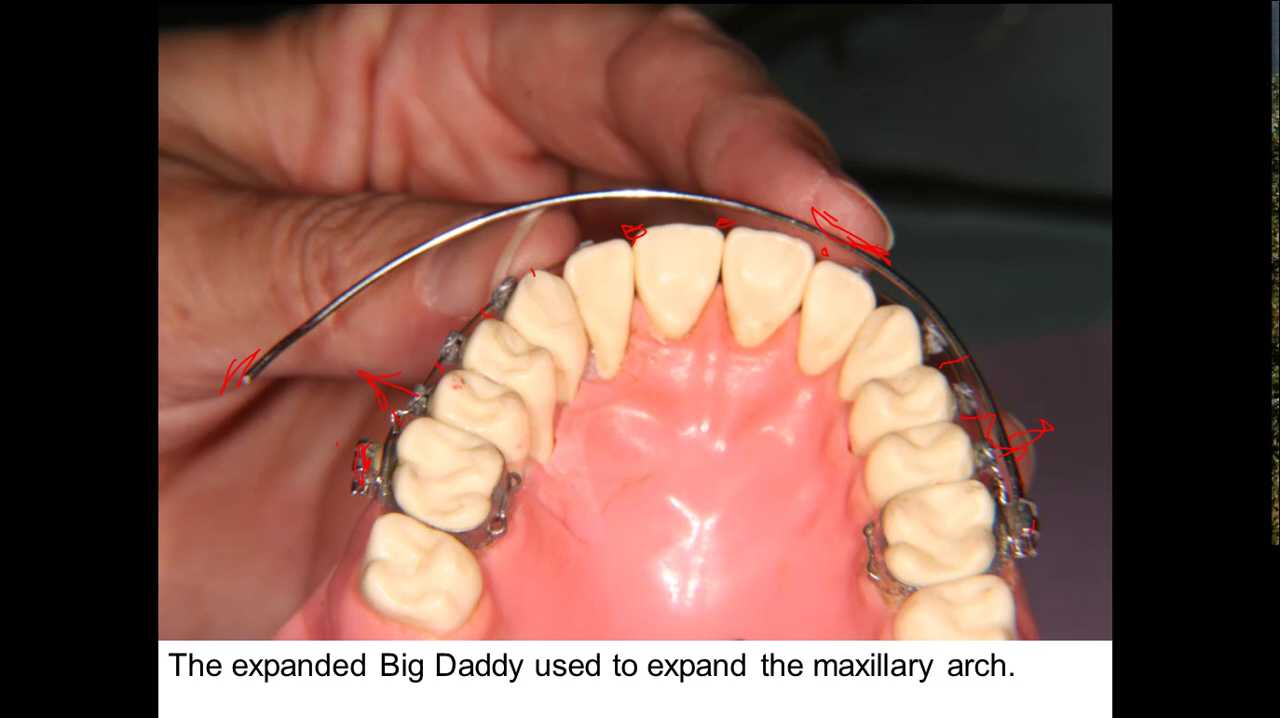 The expanded Big Daddy used to expand the maxillary arch.